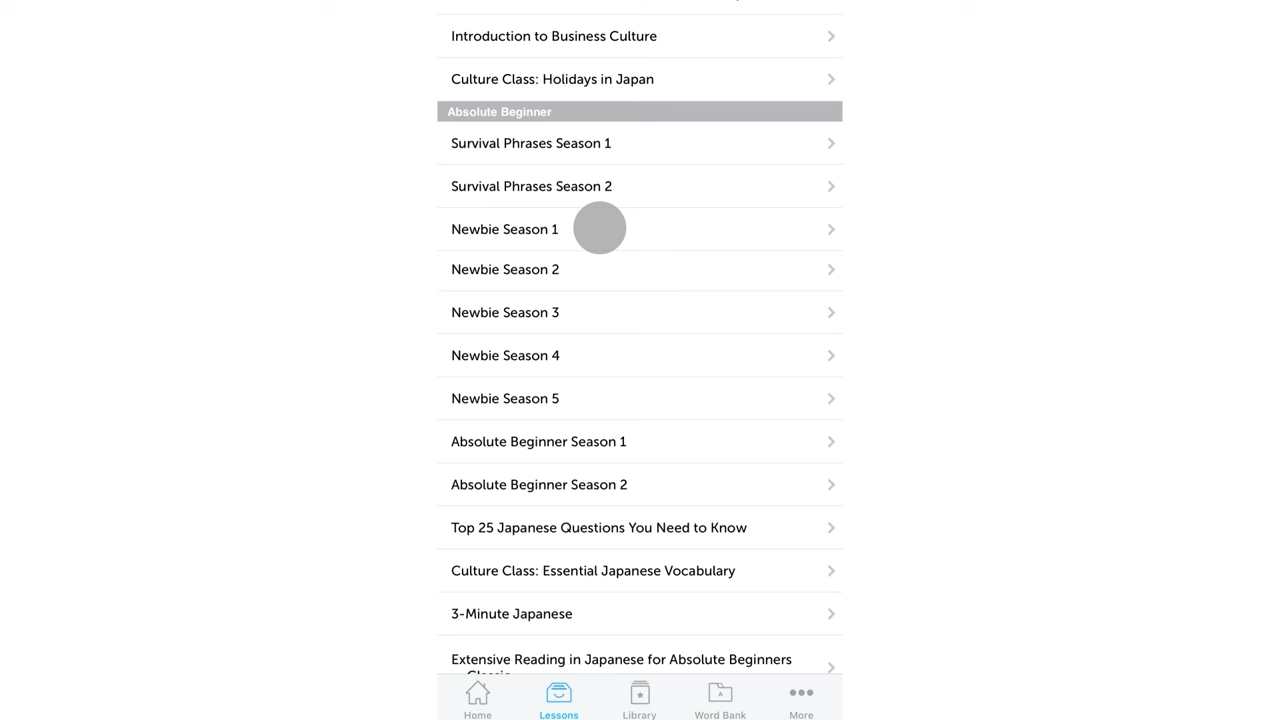 Introduction to Business Culture
Culture Class: Holidays in Japan
Absolute Beginner
Survival Phrases Season 1
Survival Phrases Season 2
Newbie Season 1
Newbie Season 2
Newbie Season 3
Newbie Season 4
Newbie Season 5
Absolute Beginner Season 1
Absolute Beginner Season 2
Top 25 Japanese Questions You Need to Know
Culture Class: Essential Japanese Vocabulary
3-Minute Japanese
Extensive Reading in Japanese for Absolute Beginners
Home Lessons Library Word Bank More